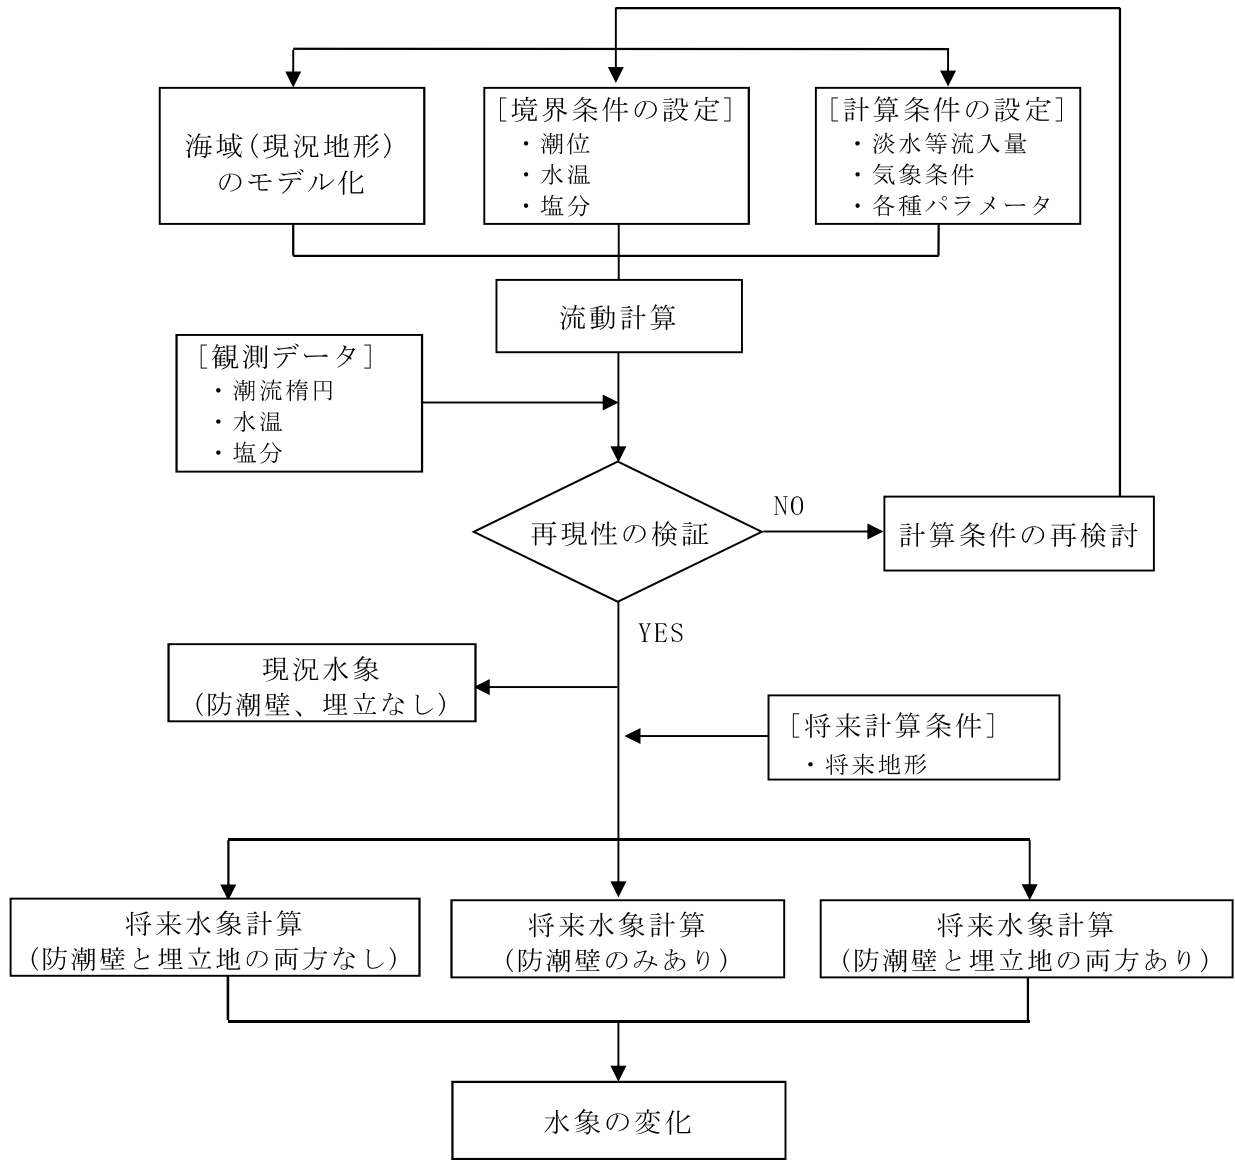 海域(現況地形)
のモデル化
[境界条件の設定]
・潮位
・水温
・塩分
[計算条件の設定]
・淡水等流入量
・気象条件
・各種パラメータ
流動計算
[観測データ]
・潮流楕円
・水温
・塩分
再現性の検証
NO
計算条件の再検討
YES
現況水象
(防潮壁、埋立なし)
[将来計算条件]
・将来地形
将来水象計算
(防潮壁と埋立地の両方なし)
将来水象計算
(防潮壁のみあり)
将来水象計算
(防潮壁と埋立地の両方あり)
水象の変化